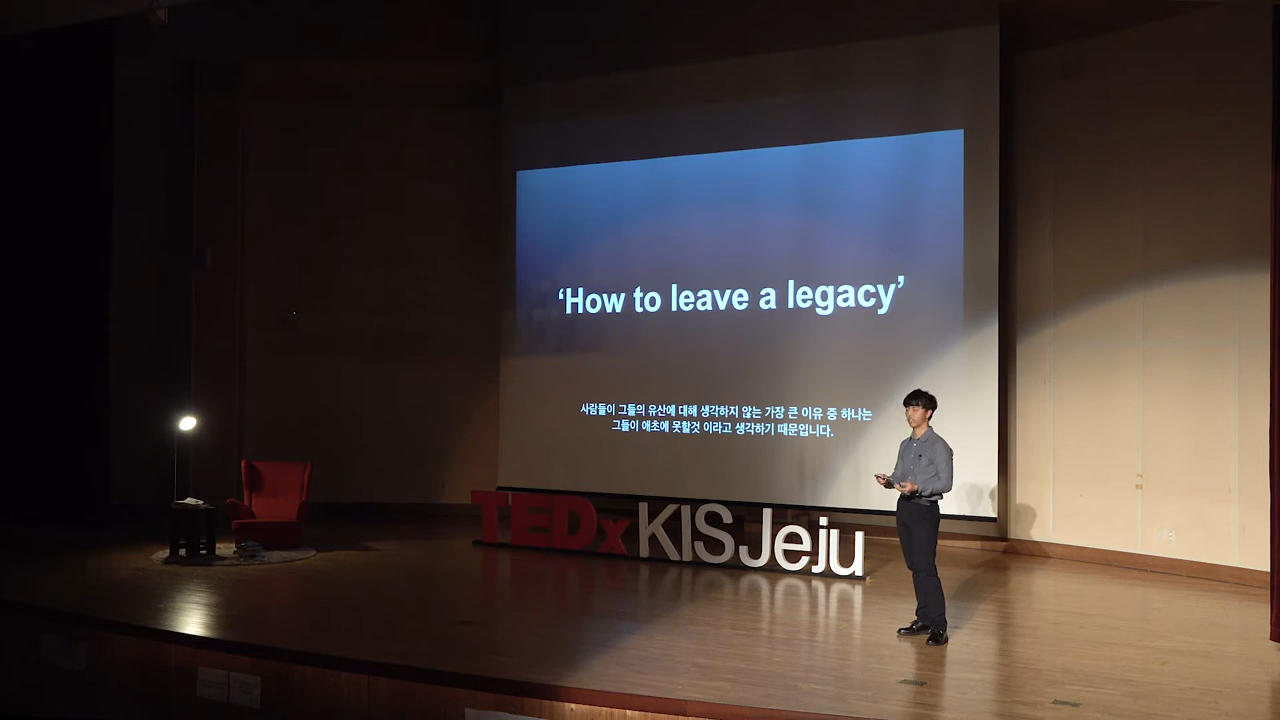 ‘How to leave a legacy’
사람들이 그들의 유산에 대해 생각하지 않는 가장 큰 이유 중 하나는
그들이 애초에 못할것 이라고 생각하기 때문입니다.
TEDxKISJeju